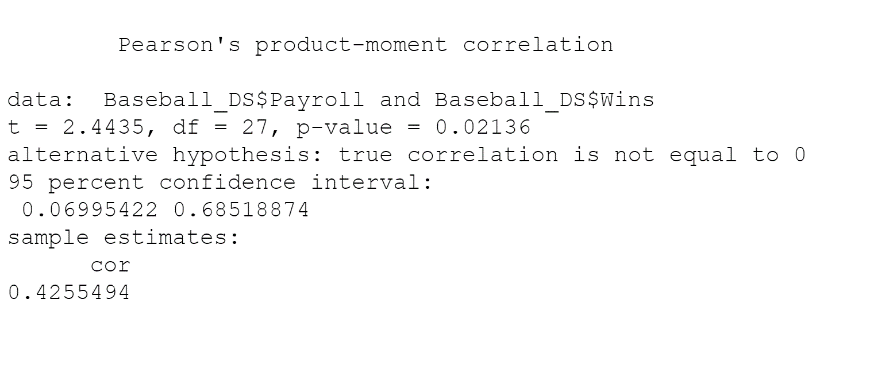 Pearson's product-moment correlation
data:  Baseball_DS$Payroll and Baseball_DS$Wins
t = 2.4435, df = 27, p-value = 0.02136
alternative hypothesis: true correlation is not equal to 0
95 percent confidence interval:
 0.06995422 0.68518874
sample estimates:
      cor
0.4255494